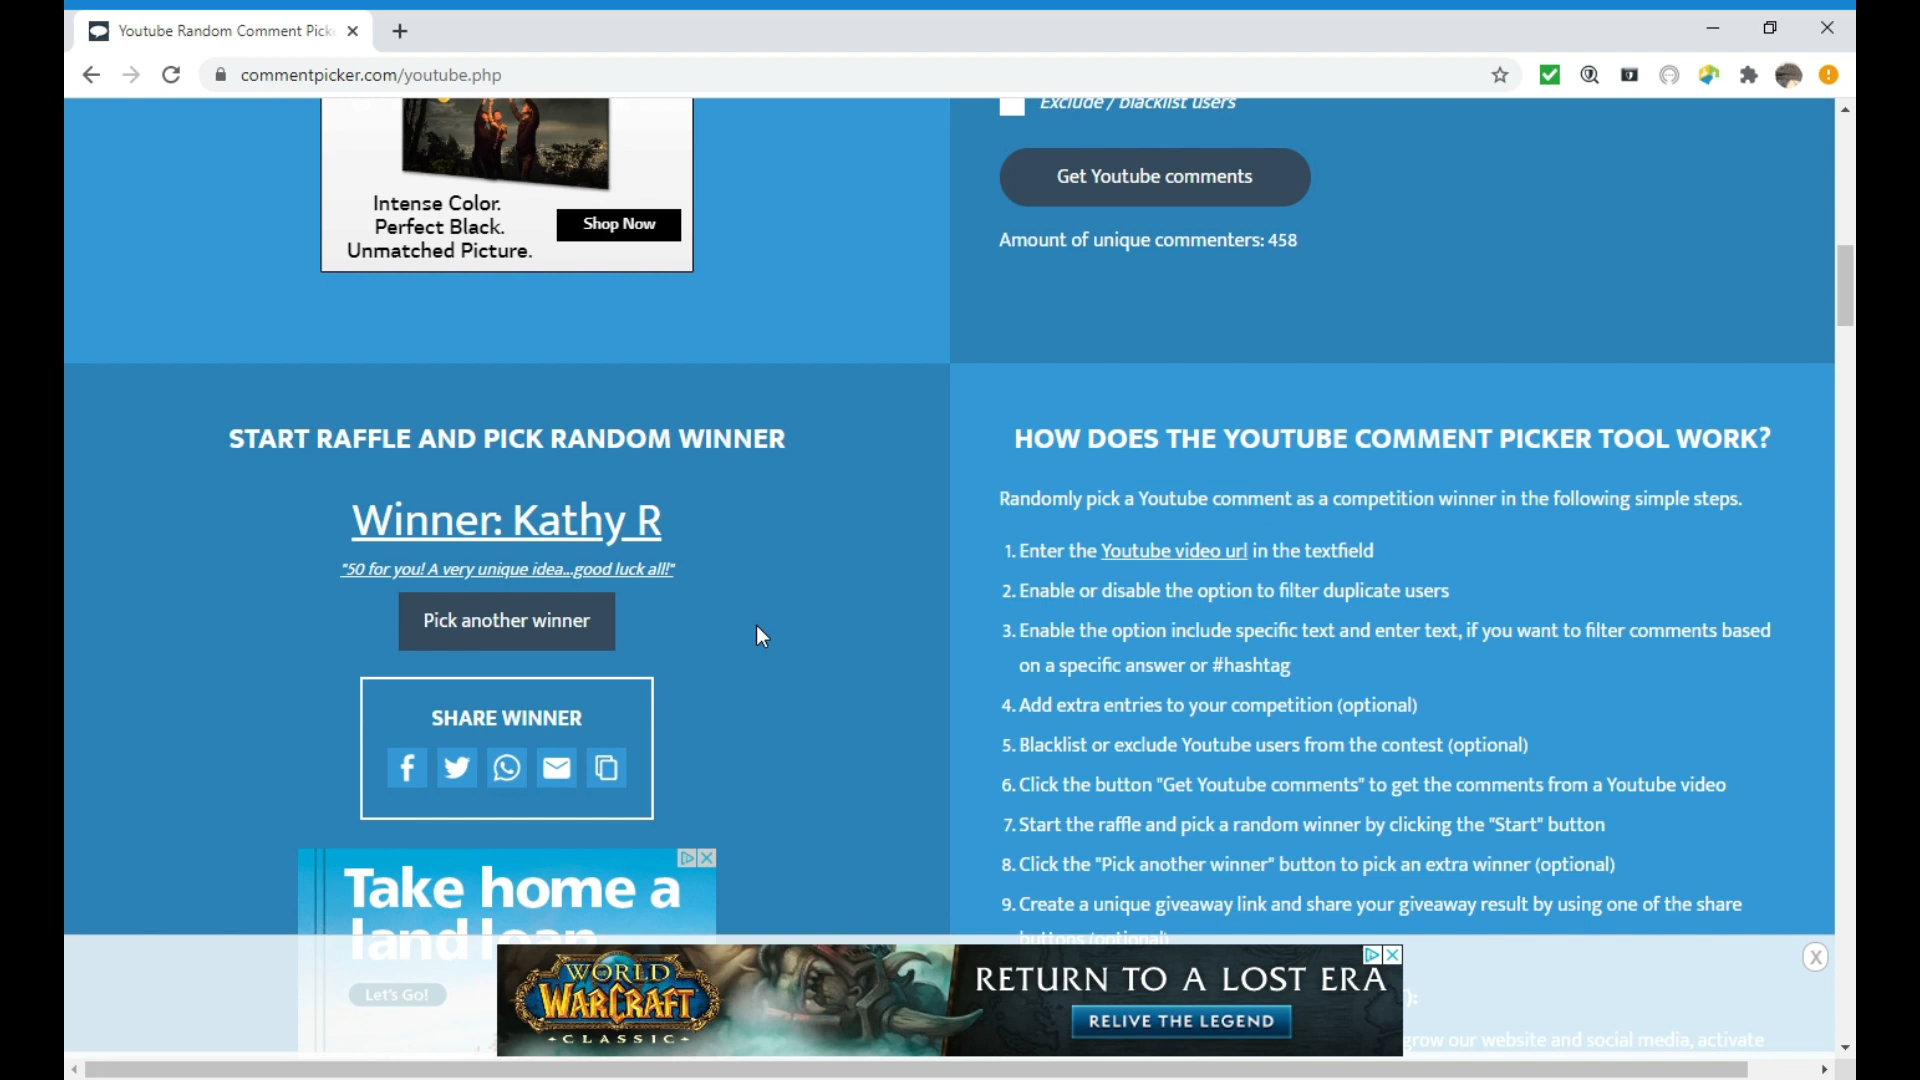 Youtube Random Comment Pick
commentpicker.com/youtube.php
Exclude / blacklist users
Get Youtube comments
Amount of unique commenters: 458
Intense Color.
Perfect Black.
Unmatched Picture.
Shop Now
START RAFFLE AND PICK RANDOM WINNER
Winner: Kathy R
"50 for you! A very unique idea...good luck all!"
Pick another winner
SHARE WINNER
Take home a
land loan
Let's Go!
HOW DOES THE YOUTUBE COMMENT PICKER TOOL WORK?
Randomly pick a Youtube comment as a competition winner in the following simple steps.
1. Enter the Youtube video url in the textfield
2. Enable or disable the option to filter duplicate users
3. Enable the option include specific text and enter text, if you want to filter comments based
on a specific answer or #hashtag
4. Add extra entries to your competition (optional)
5. Blacklist or exclude Youtube users from the contest (optional)
6. Click the button "Get Youtube comments" to get the comments from a Youtube video
7. Start the raffle and pick a random winner by clicking the "Start" button
8. Click the "Pick another winner" button to pick an extra winner (optional)
9. Create a unique giveaway link and share your giveaway result by using one of the share
buttons (optional)
grow our website and social media, activate
WORLD
WARCRAFT
CLASSIC
RETURN TO A LOST ERA
RELIVE THE LEGEND
X